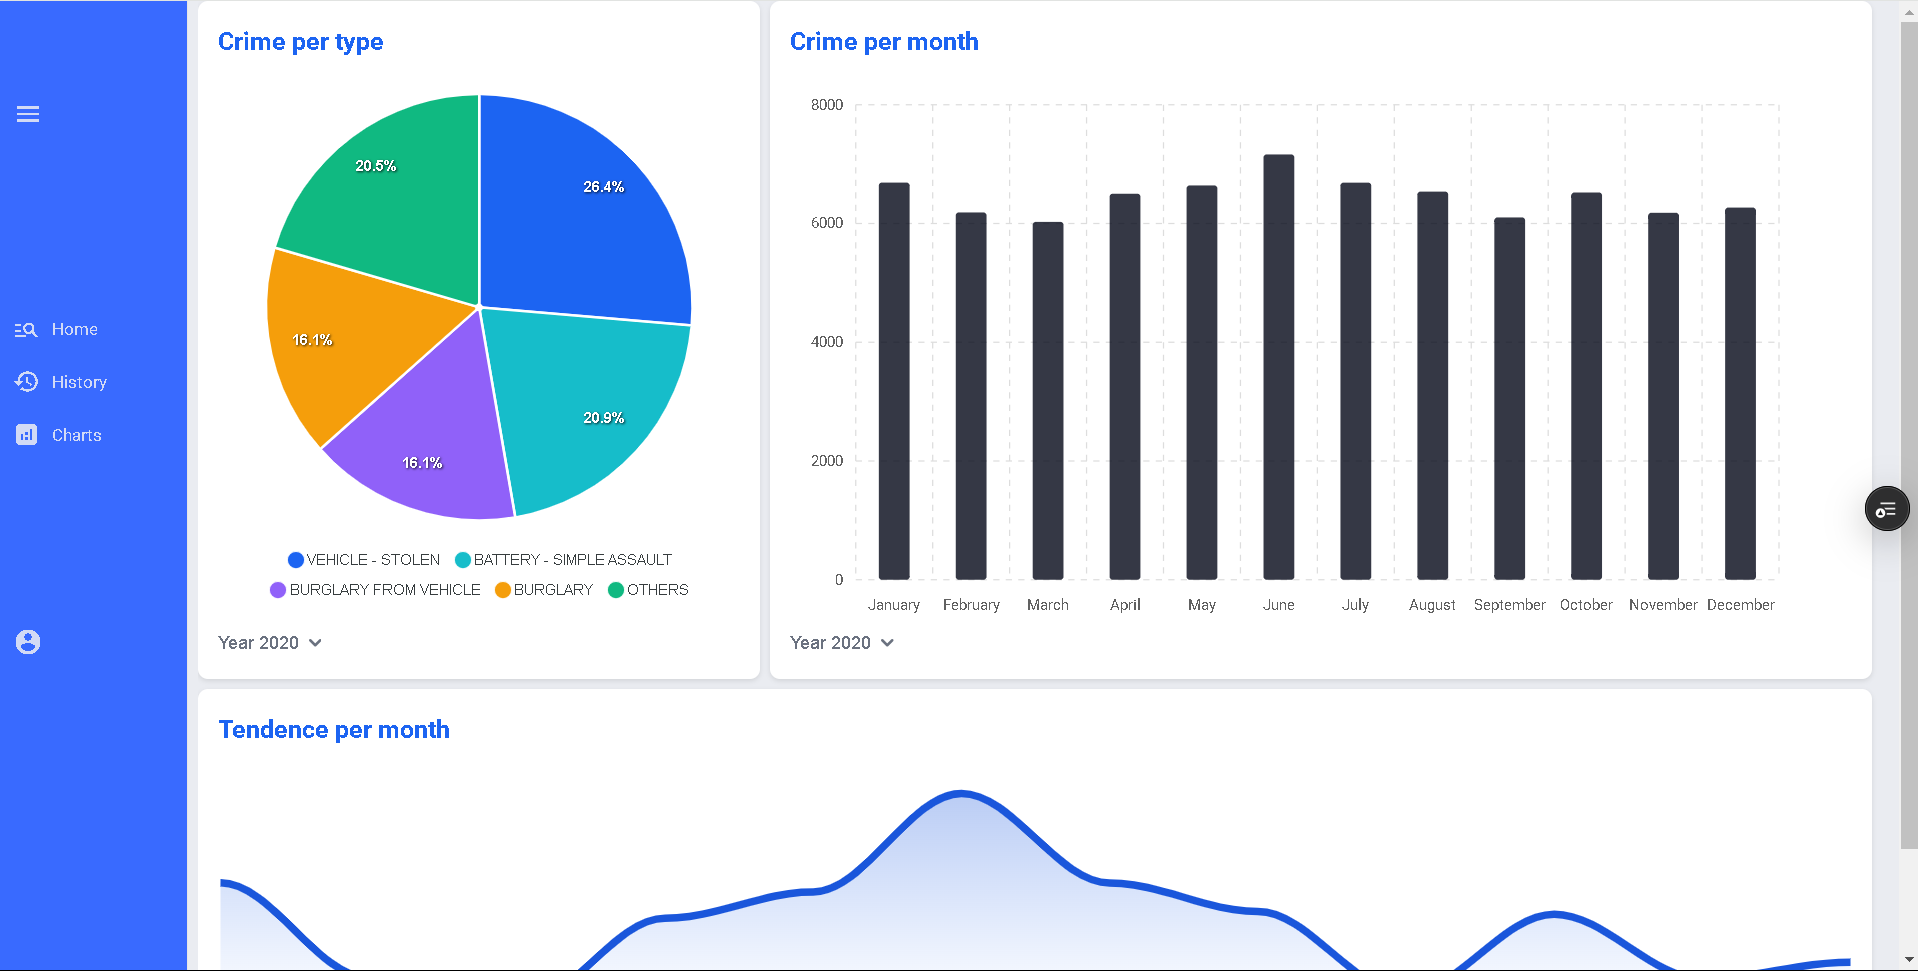 Home
History
Charts
Crime per type
20.5%
26.4%
16.1%
20.9%
16.1%
VEHICLE - STOLEN BATTERY - SIMPLE ASSAULT
BURGLARY FROM VEHICLE BURGLARY OTHERS
Year 2020
Crime per month
8000
6000
4000
2000
0
January February March April May June July August September October November December
Year 2020
Tendence per month